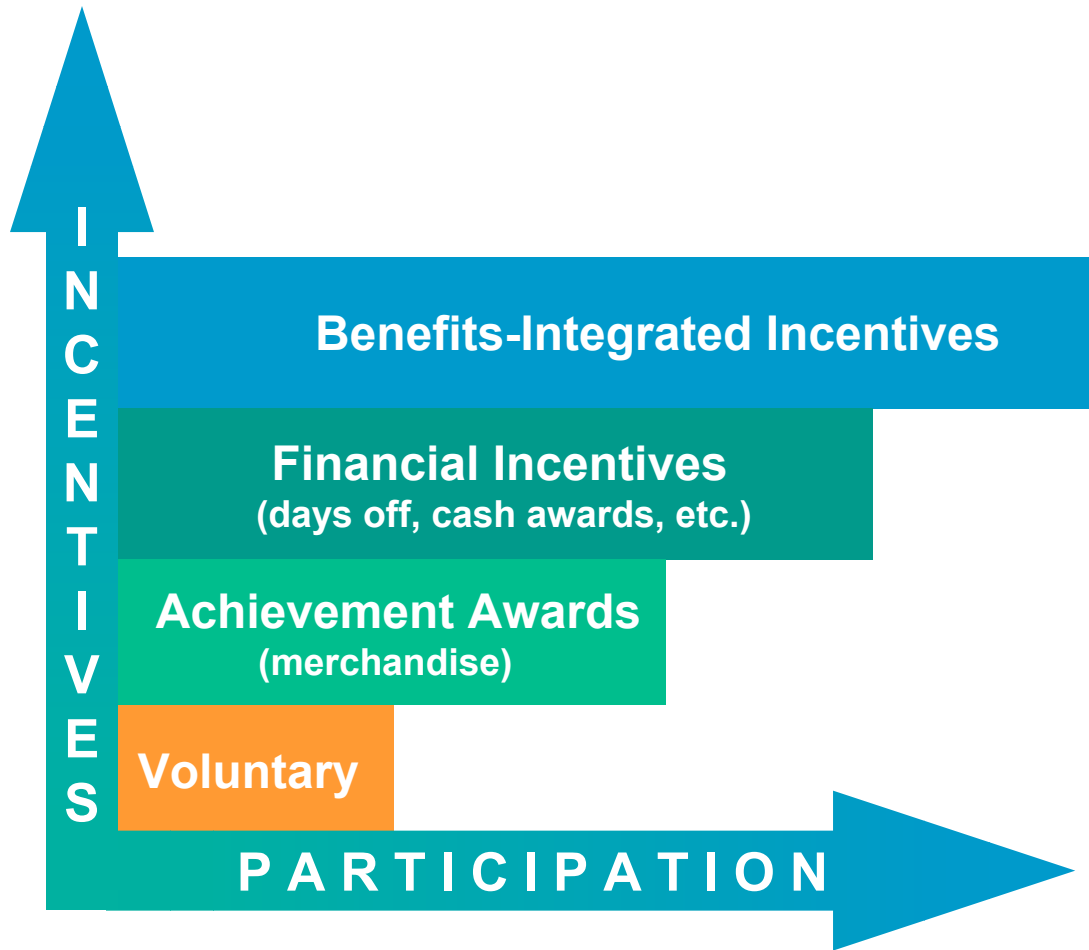 INCENTIVES
Benefits-Integrated Incentives
Financial Incentives
(days off, cash awards, etc.)
Achievement Awards
(merchandise)
Voluntary
PARTICIPATION